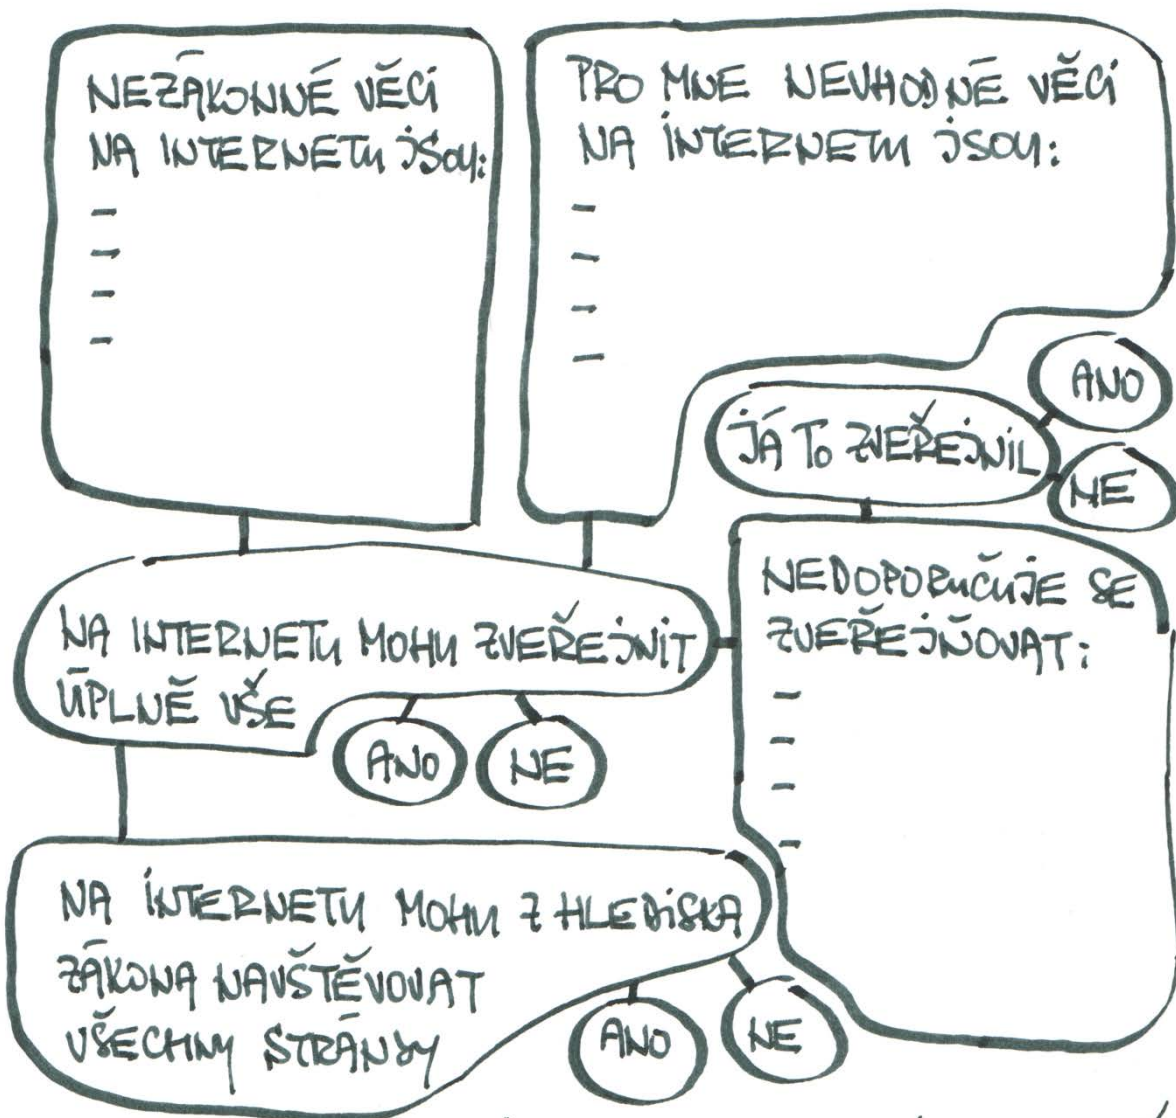 NEZÁKONNÉ VĚCI
NA INTERNETU JSOU:
-
-
-
-
PRO MNE NEVHODNÉ VĚCI
NA INTERNETU JSOU:
-
-
-
-
JÁ TO ZVEŘEJNIL
ANO
NE
NA INTERNETU MOHU ZVEŘEJNIT
ÚPLNĚ VŠE
ANO
NE
NEDOPORUČUJE SE
ZVEŘEJŇOVAT:
-
-
-
-
NA INTERNETU MOHU Z HLEDISKA
ZÁKONA NAVŠTĚVOVAT
VŠECHNY STRÁNKY
ANO
NE